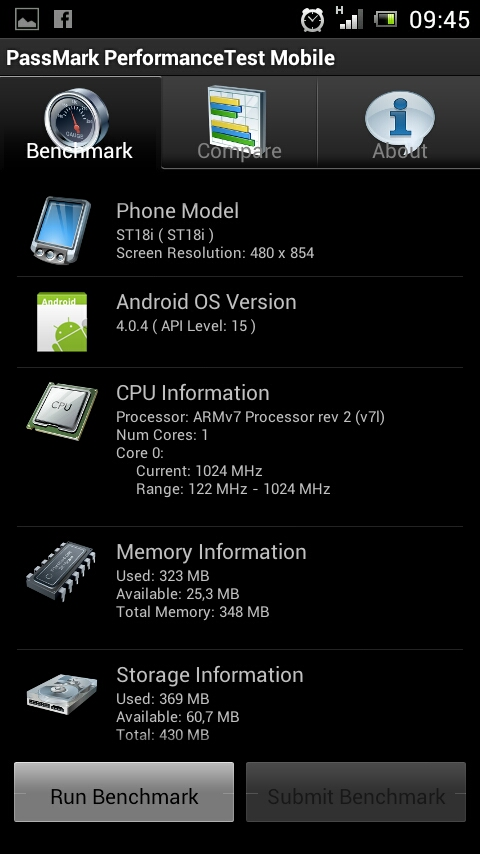 H
09:45
PassMark PerformanceTest Mobile
GAUGE
Benchmark
Compare
About
Phone Model
ST18i ( ST18i )
Screen Resolution: 480 x 854
Android
Android OS Version
4.0.4 ( API Level: 15 )
CPU
CPU Information
Processor: ARMv7 Processor rev 2 (v7l)
Num Cores: 1
Core 0:
Current: 1024 MHz
Range: 122 MHz - 1024 MHz
Memory Information
Used: 323 MB
Available: 25,3 MB
Total Memory: 348 MB
Storage Information
Used: 369 MB
Available: 60,7 MB
Total: 430 MB
Run Benchmark
Submit Benchmark